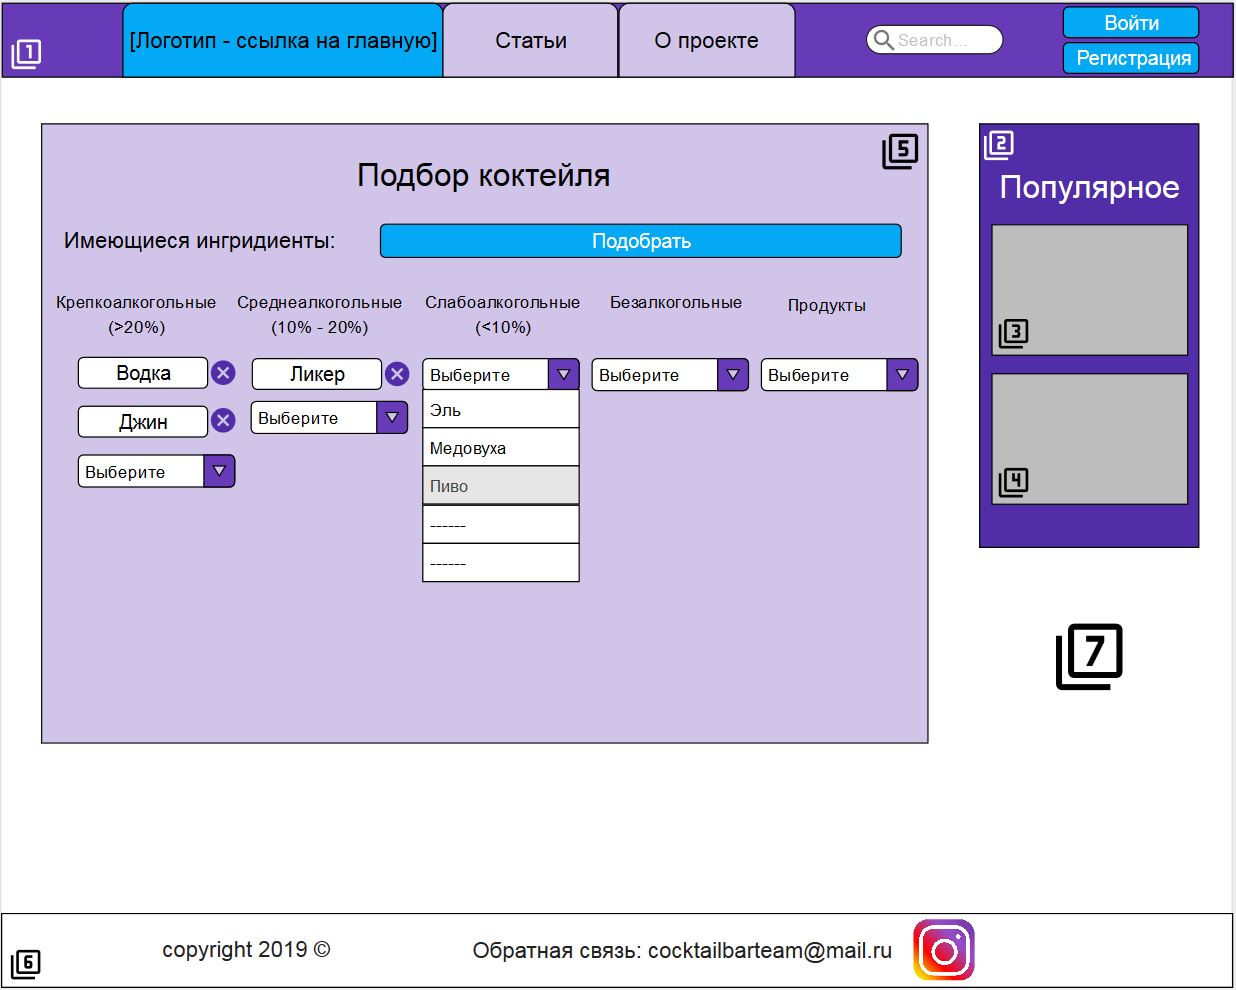 1
[Логотип - ссылка на главную]
Статьи
О проекте
Search...
Войти
Регистрация
5
Подбор коктейля
Имеющиеся ингридиенты:
Подобрать
Крепкоалкогольные
(>20%)
Среднеалкогольные
(10% - 20%)
Слабоалкогольные
(<10%)
Безалкогольные
Продукты
Водка
Джин
Выберите
Ликер
Выберите
Выберите
Эль
Медовуха
Пиво
------
------
Выберите
Выберите
2
Популярное
3
4
7
6
copyright 2019 ©
Обратная связь: cocktailbarteam@mail.ru